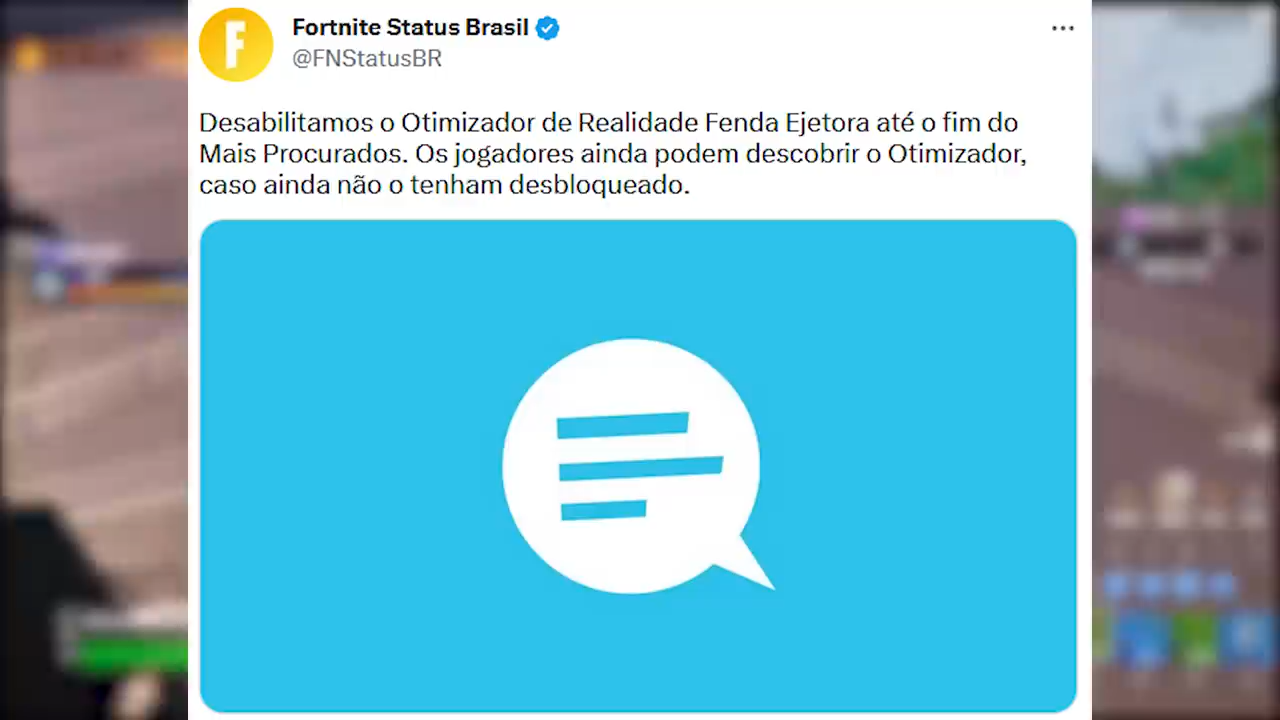 Fortnite Status Brasil
@FNStatusBR
Desabilitamos o Otimizador de Realidade Fenda Ejetora até o fim do
Mais Procurados. Os jogadores ainda podem descobrir o Otimizador,
caso ainda não o tenham desbloqueado.